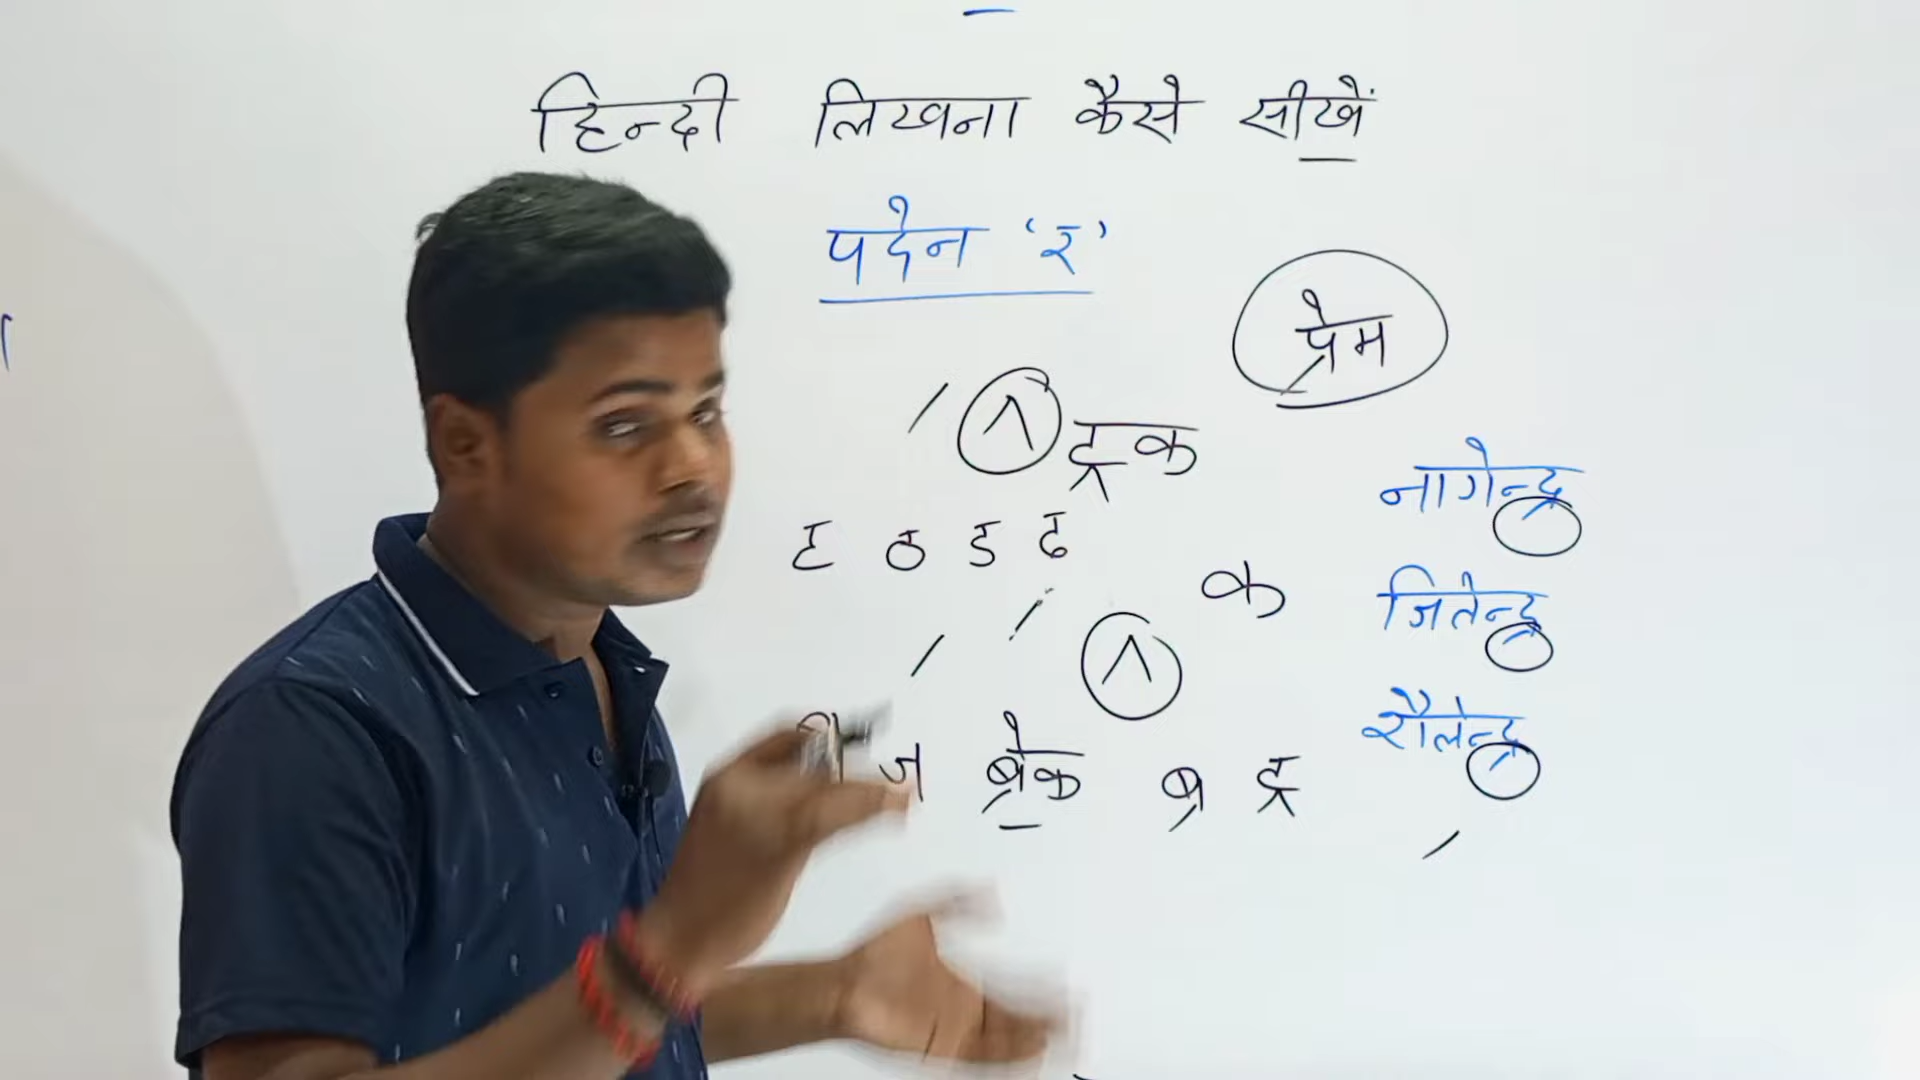 हिन्दी लिखना कैसे सीखें
पदेन 'र'
प्रेम
^ ट्रक
नागेन्द्र
ट ठ ड ढ
क
जितेन्द्र
^
शैलेन्द्र
ज ब्रेक ब्र ट्र